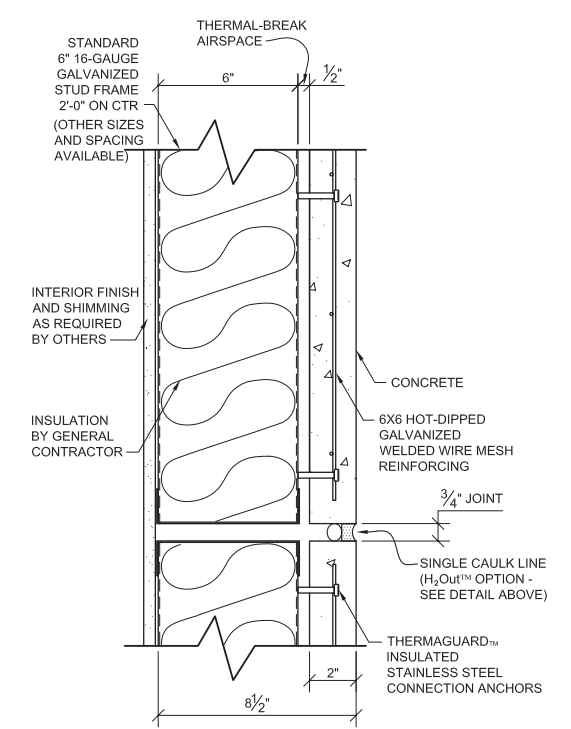 THERMAL-BREAK
AIRSPACE
STANDARD
6" 16-GAUGE
GALVANIZED
STUD FRAME
2'-0" ON CTR
(OTHER SIZES
AND SPACING
AVAILABLE)
6"
½"
INTERIOR FINISH
AND SHIMMING
AS REQUIRED
BY OTHERS
CONCRETE
INSULATION
BY GENERAL
CONTRACTOR
6X6 HOT-DIPPED
GALVANIZED
WELDED WIRE MESH
REINFORCING
¾" JOINT
SINGLE CAULK LINE
(H₂Out™ OPTION -
SEE DETAIL ABOVE)
THERMAGUARD™
INSULATED
STAINLESS STEEL
CONNECTION ANCHORS
2"
8½"